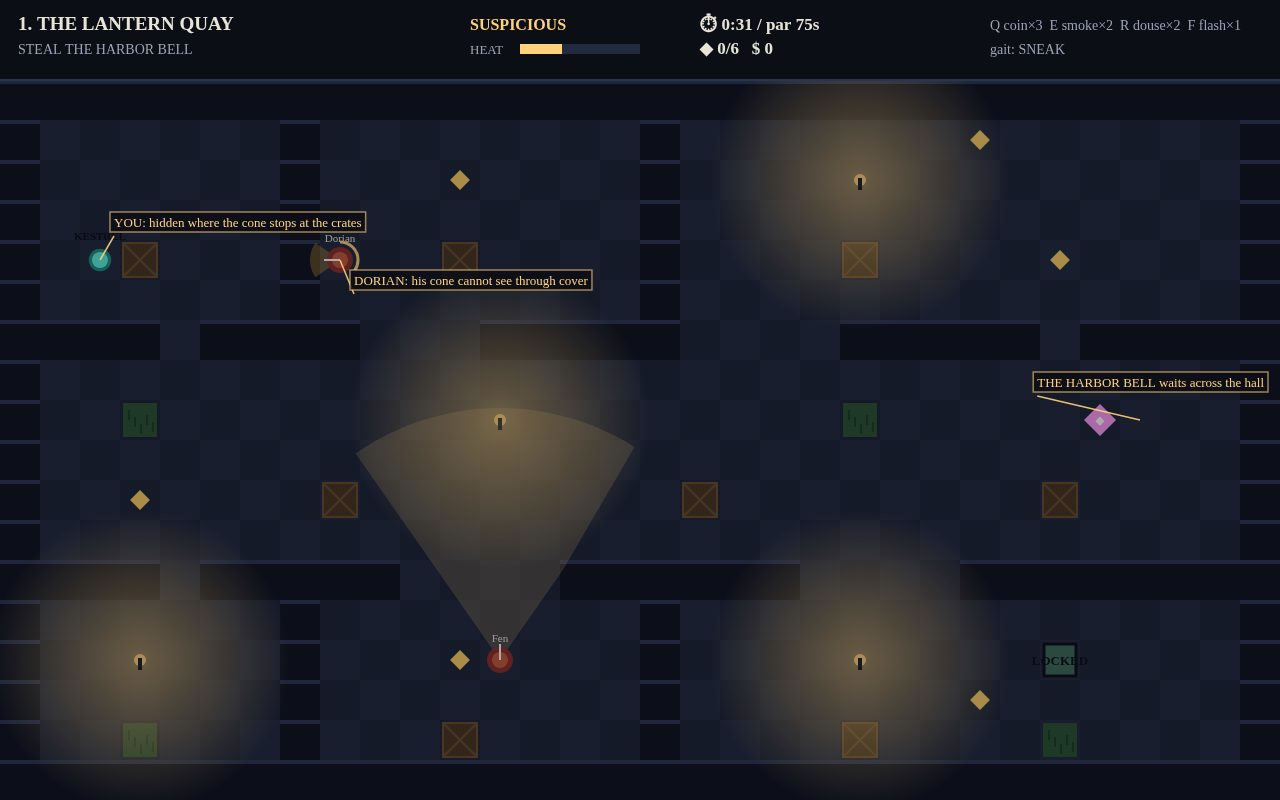 1. THE LANTERN QUAY
STEAL THE HARBOR BELL
SUSPICIOUS
HEAT
⏱ 0:31 / par 75s
◆ 0/6 $ 0
Q coin×3 E smoke×2 R douse×2 F flash×1
gait: SNEAK
YOU: hidden where the cone stops at the crates
Dorian
DORIAN: his cone cannot see through cover
THE HARBOR BELL waits across the hall
Fen
LOCKED